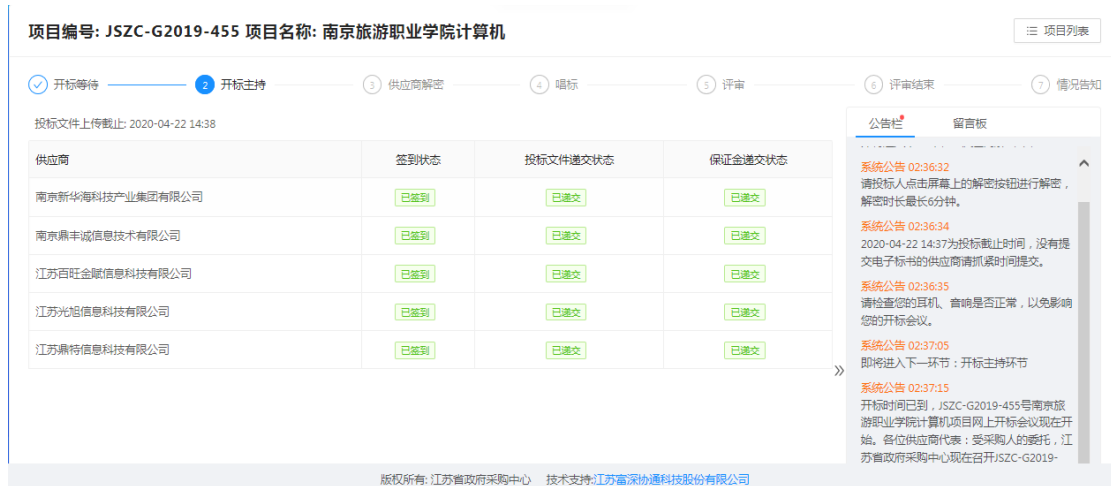 项目编号: JSZC-G2019-455 项目名称: 南京旅游职业学院计算机
项目列表
开标等待
2 开标主持
3 供应商解密
4 唱标
5 评审
6 评审结束
7 情况告知
投标文件上传截止: 2020-04-22 14:38
供应商 签到状态 投标文件递交状态 保证金递交状态
南京新华海科技产业集团有限公司 已签到 已递交 已递交
南京鼎丰诚信息技术有限公司 已签到 已递交 已递交
江苏百旺金赋信息科技有限公司 已签到 已递交 已递交
江苏光旭信息科技有限公司 已签到 已递交 已递交
江苏鼎特信息科技有限公司 已签到 已递交 已递交
公告栏 留言板
系统公告 02:36:32
请投标人点击屏幕上的解密按钮进行解密，
解密时长最长6分钟。
系统公告 02:36:34
2020-04-22 14:37为投标截止时间，没有提
交电子标书的供应商请抓紧时间提交。
系统公告 02:36:35
请检查您的耳机、音响是否正常，以免影响
您的开标会议。
系统公告 02:37:05
即将进入下一环节：开标主持环节
系统公告 02:37:15
开标时间已到，JSZC-G2019-455号南京旅
游职业学院计算机项目网上开标会议现在开
始。各位供应商代表：受采购人的委托，江
苏省政府采购中心现在召开JSZC-G2019-
版权所有: 江苏省政府采购中心 技术支持:江苏富深协通科技股份有限公司